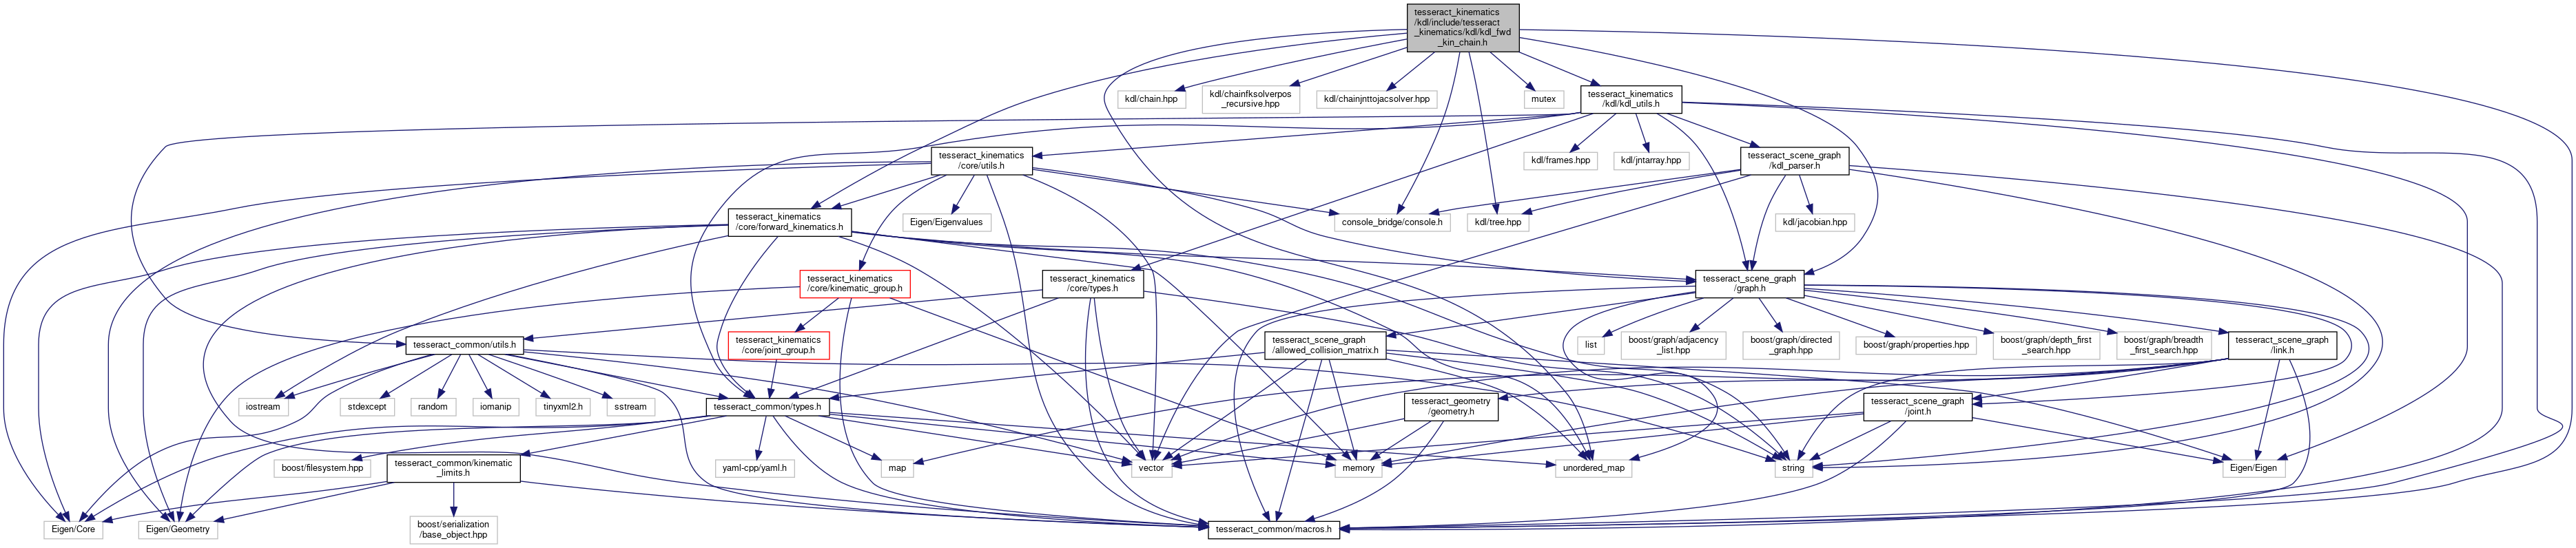 tesseract_kinematics
/kdl/include/tesseract
_kinematics/kdl/kdl_fwd
_kin_chain.h
kdl/chain.hpp
kdl/chainfksolverpos
_recursive.hpp
kdl/chainjnttojacsolver.hpp
mutex
tesseract_kinematics
/kdl/kdl_utils.h
tesseract_kinematics
/core/utils.h
kdl/frames.hpp
kdl/jntarray.hpp
tesseract_scene_graph
/kdl_parser.h
tesseract_kinematics
/core/forward_kinematics.h
Eigen/Eigenvalues
console_bridge/console.h
kdl/tree.hpp
kdl/jacobian.hpp
tesseract_kinematics
/core/kinematic_group.h
tesseract_kinematics
/core/types.h
tesseract_scene_graph
/graph.h
tesseract_common/utils.h
tesseract_kinematics
/core/joint_group.h
tesseract_scene_graph
/allowed_collision_matrix.h
list
boost/graph/adjacency
_list.hpp
boost/graph/directed
_graph.hpp
boost/graph/properties.hpp
boost/graph/depth_first
_search.hpp
boost/graph/breadth
_first_search.hpp
tesseract_scene_graph
/link.h
iostream
stdexcept
random
iomanip
tinyxml2.h
sstream
tesseract_common/types.h
tesseract_geometry
/geometry.h
tesseract_scene_graph
/joint.h
boost/filesystem.hpp
tesseract_common/kinematic
_limits.h
yaml-cpp/yaml.h
map
vector
memory
unordered_map
string
Eigen/Eigen
Eigen/Core
Eigen/Geometry
boost/serialization
/base_object.hpp
tesseract_common/macros.h